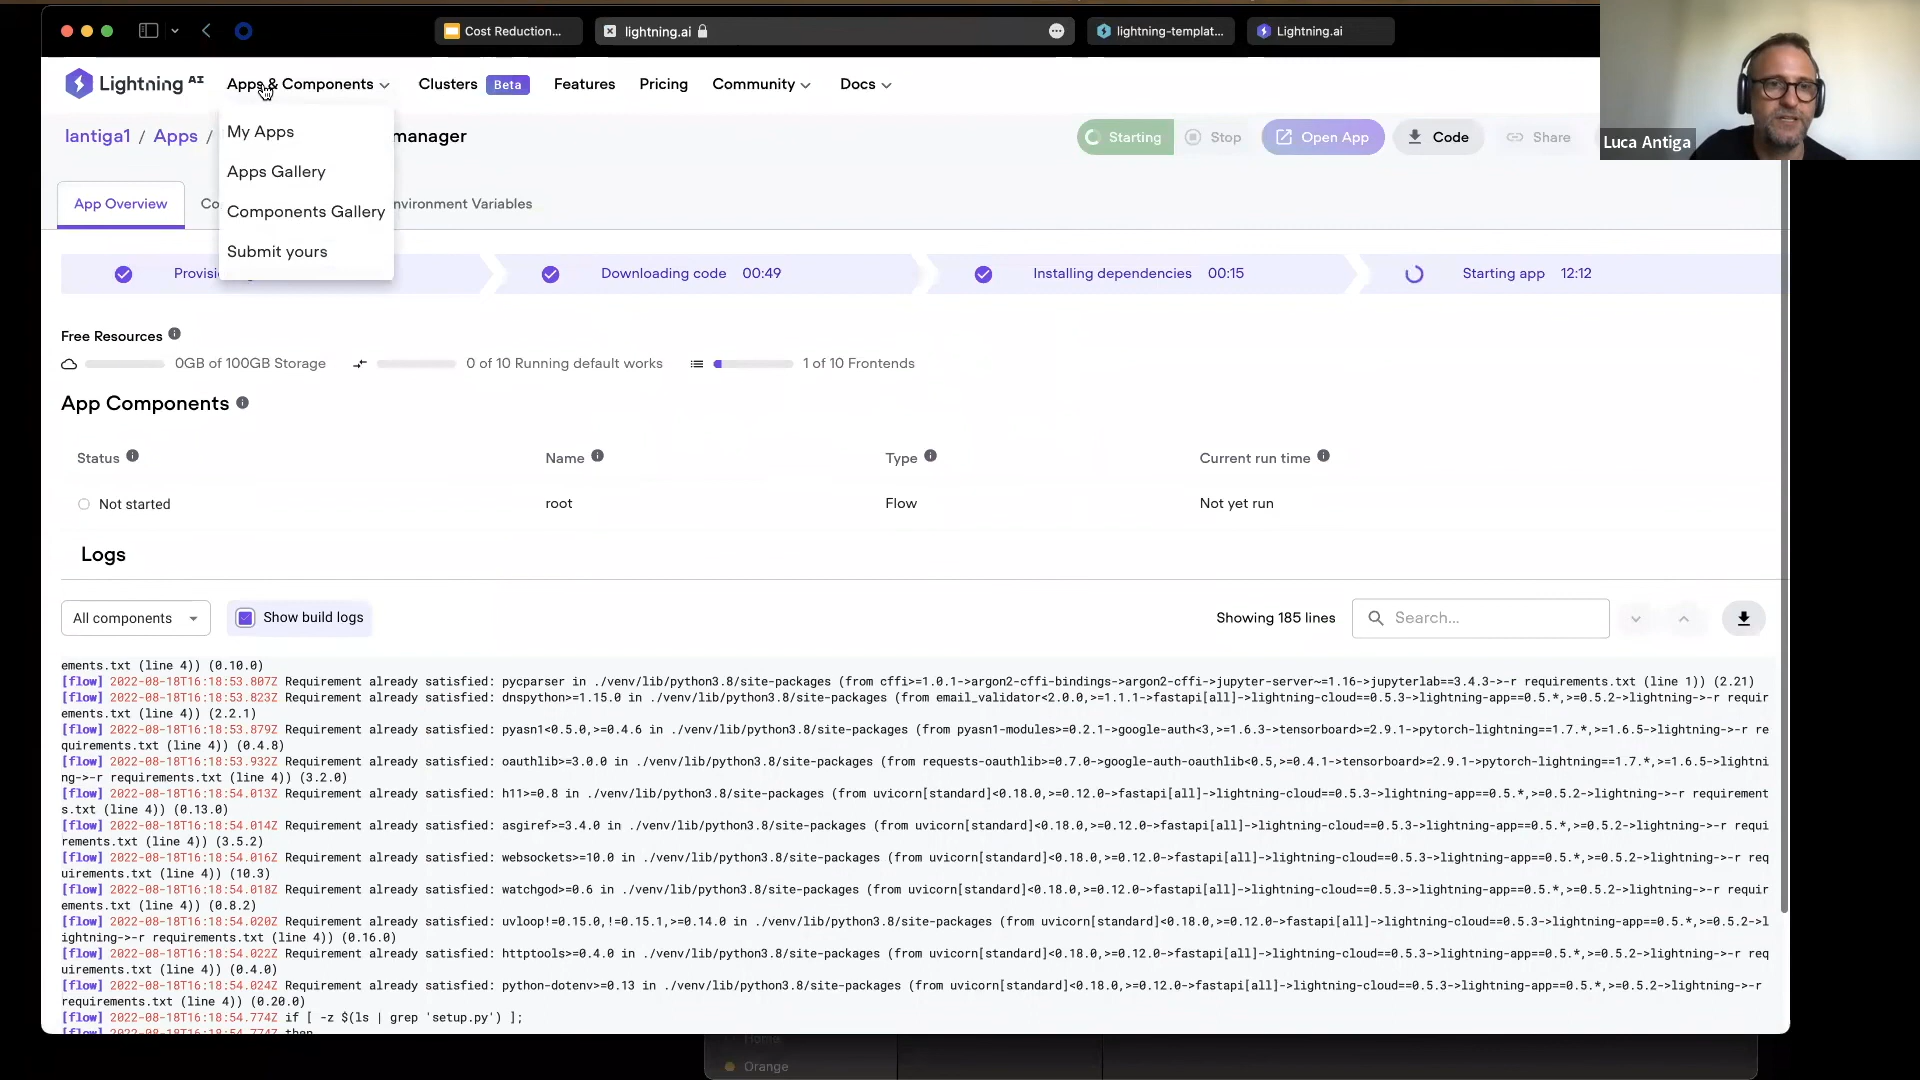 Cost Reduction...
lightning.ai
lightning-templat...
Lightning.ai
Lightning AI
Apps & Components
Clusters Beta
Features
Pricing
Community
Docs
lantiga1 / Apps / manager
Starting
Stop
Open App
Code
Share
Luca Antiga
My Apps
Apps Gallery
Components Gallery
Submit yours
App Overview
Environment Variables
Downloading code 00:49
Installing dependencies 00:15
Starting app 12:12
Free Resources
0GB of 100GB Storage
0 of 10 Running default works
1 of 10 Frontends
App Components
Status Name Type Current run time
Not started root Flow Not yet run
Logs
All components
Show build logs
Showing 185 lines
Search...
ements.txt (line 4)) (0.10.0)
[flow] 2022-08-18T16:18:53.807Z Requirement already satisfied: pycparser in ./venv/lib/python3.8/site-packages (from cffi>=1.0.1->argon2-cffi-bindings->argon2-cffi->jupyter-server~=1.16->jupyterlab==3.4.3->-r requirements.txt (line 1)) (2.21)
[flow] 2022-08-18T16:18:53.823Z Requirement already satisfied: dnspython>=1.15.0 in ./venv/lib/python3.8/site-packages (from email_validator<2.0.0,>=1.1.1->fastapi[all]->lightning-cloud==0.5.3->lightning-app==0.5.*,>=0.5.2->lightning->-r requir
ements.txt (line 4)) (2.2.1)
[flow] 2022-08-18T16:18:53.879Z Requirement already satisfied: pyasn1<0.5.0,>=0.4.6 in ./venv/lib/python3.8/site-packages (from pyasn1-modules>=0.2.1->google-auth<3,>=1.6.3->tensorboard>=2.9.1->pytorch-lightning==1.7.*,>=1.6.5->lightning->-r re
quirements.txt (line 4)) (0.4.8)
[flow] 2022-08-18T16:18:53.932Z Requirement already satisfied: oauthlib>=3.0.0 in ./venv/lib/python3.8/site-packages (from requests-oauthlib>=0.7.0->google-auth-oauthlib<0.5,>=0.4.1->tensorboard>=2.9.1->pytorch-lightning==1.7.*,>=1.6.5->lightni
ng->-r requirements.txt (line 4)) (3.2.0)
[flow] 2022-08-18T16:18:54.013Z Requirement already satisfied: h11>=0.8 in ./venv/lib/python3.8/site-packages (from uvicorn[standard]<0.18.0,>=0.12.0->fastapi[all]->lightning-cloud==0.5.3->lightning-app==0.5.*,>=0.5.2->lightning->-r requirement
s.txt (line 4)) (0.13.0)
[flow] 2022-08-18T16:18:54.014Z Requirement already satisfied: asgiref>=3.4.0 in ./venv/lib/python3.8/site-packages (from uvicorn[standard]<0.18.0,>=0.12.0->fastapi[all]->lightning-cloud==0.5.3->lightning-app==0.5.*,>=0.5.2->lightning->-r requi
rements.txt (line 4)) (3.5.2)
[flow] 2022-08-18T16:18:54.016Z Requirement already satisfied: websockets>=10.0 in ./venv/lib/python3.8/site-packages (from uvicorn[standard]<0.18.0,>=0.12.0->fastapi[all]->lightning-cloud==0.5.3->lightning-app==0.5.*,>=0.5.2->lightning->-r req
uirements.txt (line 4)) (10.3)
[flow] 2022-08-18T16:18:54.018Z Requirement already satisfied: watchgod>=0.6 in ./venv/lib/python3.8/site-packages (from uvicorn[standard]<0.18.0,>=0.12.0->fastapi[all]->lightning-cloud==0.5.3->lightning-app==0.5.*,>=0.5.2->lightning->-r requir
ements.txt (line 4)) (0.8.2)
[flow] 2022-08-18T16:18:54.020Z Requirement already satisfied: uvloop!=0.15.0,!=0.15.1,>=0.14.0 in ./venv/lib/python3.8/site-packages (from uvicorn[standard]<0.18.0,>=0.12.0->fastapi[all]->lightning-cloud==0.5.3->lightning-app==0.5.*,>=0.5.2->l
ightning->-r requirements.txt (line 4)) (0.16.0)
[flow] 2022-08-18T16:18:54.022Z Requirement already satisfied: httptools>=0.4.0 in ./venv/lib/python3.8/site-packages (from uvicorn[standard]<0.18.0,>=0.12.0->fastapi[all]->lightning-cloud==0.5.3->lightning-app==0.5.*,>=0.5.2->lightning->-r req
uirements.txt (line 4)) (0.4.0)
[flow] 2022-08-18T16:18:54.024Z Requirement already satisfied: python-dotenv>=0.13 in ./venv/lib/python3.8/site-packages (from uvicorn[standard]<0.18.0,>=0.12.0->fastapi[all]->lightning-cloud==0.5.3->lightning-app==0.5.*,>=0.5.2->lightning->-r
requirements.txt (line 4)) (0.20.0)
[flow] 2022-08-18T16:18:54.774Z if [ -z $(ls | grep 'setup.py') ];
[flow] 2022-08-18T16:18:54.774Z then
Orange